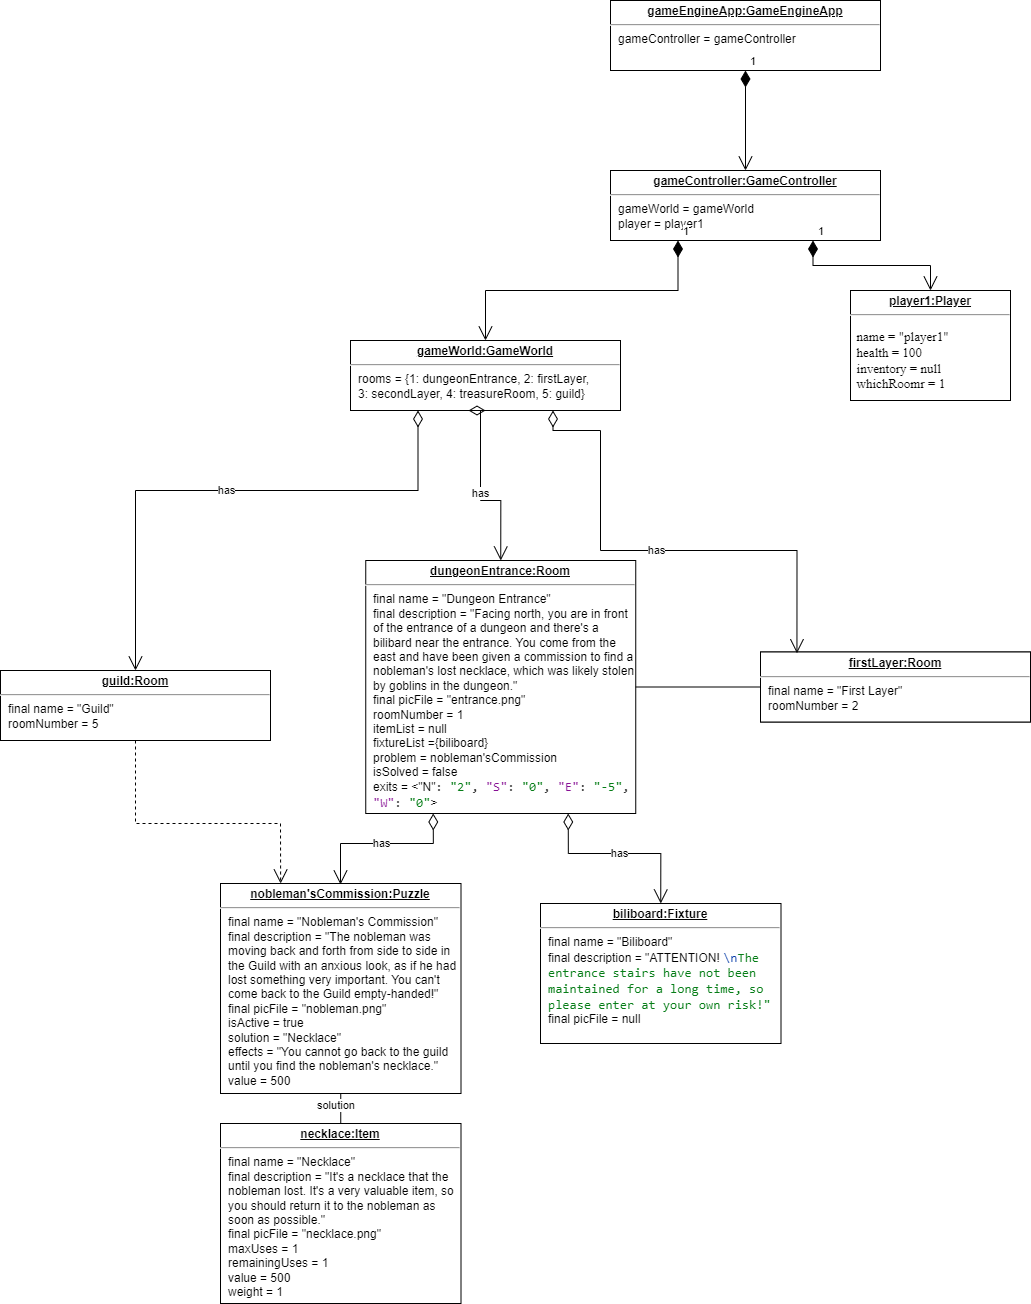 gameEngineApp:GameEngineApp
gameController = gameController
1
gameController:GameController
gameWorld = gameWorld
player = player1
1
1
player1:Player
name = "player1"
health = 100
inventory = null
whichRoomr = 1
gameWorld:GameWorld
rooms = {1: dungeonEntrance, 2: firstLayer,
3: secondLayer, 4: treasureRoom, 5: guild}
has
has
has
dungeonEntrance:Room
final name = "Dungeon Entrance"
final description = "Facing north, you are in front
of the entrance of a dungeon and there's a
bilibard near the entrance. You come from the
east and have been given a commission to find a
nobleman's lost necklace, which was likely stolen
by goblins in the dungeon."
final picFile = "entrance.png"
roomNumber = 1
itemList = null
fixtureList ={biliboard}
problem = nobleman'sCommission
isSolved = false
exits = <"N": "2", "S": "0", "E": "-5",
"W": "0">
firstLayer:Room
final name = "First Layer"
roomNumber = 2
guild:Room
final name = "Guild"
roomNumber = 5
has
has
nobleman'sCommission:Puzzle
final name = "Nobleman's Commission"
final description = "The nobleman was
moving back and forth from side to side in
the Guild with an anxious look, as if he had
lost something very important. You can't
come back to the Guild empty-handed!"
final picFile = "nobleman.png"
isActive = true
solution = "Necklace"
effects = "You cannot go back to the guild
until you find the nobleman's necklace."
value = 500
biliboard:Fixture
final name = "Biliboard"
final description = "ATTENTION! \nThe
entrance stairs have not been
maintained for a long time, so
please enter at your own risk!"
final picFile = null
solution
necklace:Item
final name = "Necklace"
final description = "It's a necklace that the
nobleman lost. It's a very valuable item, so
you should return it to the nobleman as
soon as possible."
final picFile = "necklace.png"
maxUses = 1
remainingUses = 1
value = 500
weight = 1